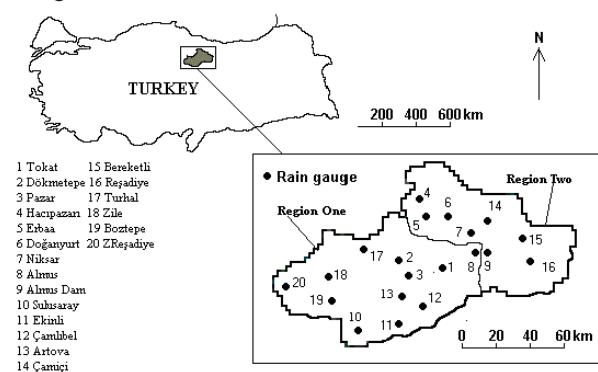 TURKEY
N
200 400 600 km
1 Tokat 15 Bereketli
2 Dökmetepe 16 Reşadiye
3 Pazar 17 Turhal
4 Hacıpazarı 18 Zile
5 Erbaa 19 Boztepe
6 Doğanyurt 20 ZReşadiye
7 Niksar
8 Almus
9 Almus Dam
10 Sulusaray
11 Ekinli
12 Çamlıbel
13 Artova
14 Çamiçi
Rain gauge
Region Two
Region One
4
6
14
5
7
15
17
2
8
9
16
1
3
18
20
19
13
12
10
11
0 20 40 60 km